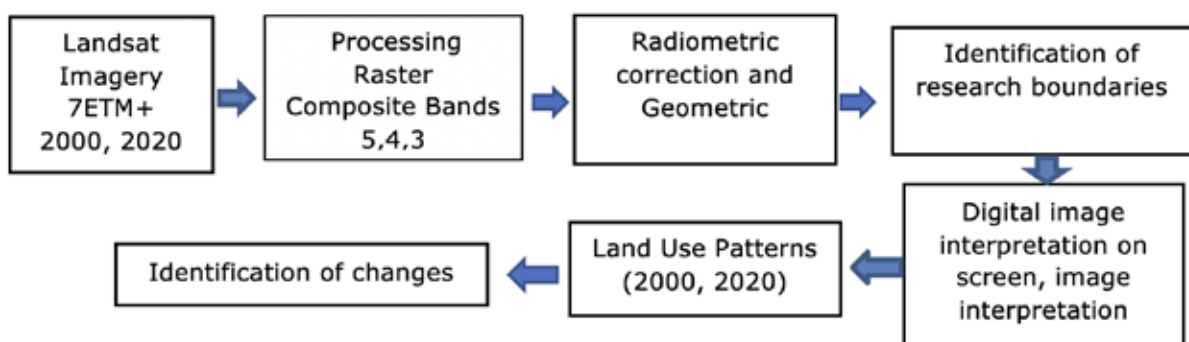 Landsat
Imagery
7ETM+
2000, 2020
Processing
Raster
Composite Bands
5,4,3
Radiometric
correction and
Geometric
Identification of
research boundaries
Digital image
interpretation on
screen, image
interpretation
Land Use Patterns
(2000, 2020)
Identification of changes